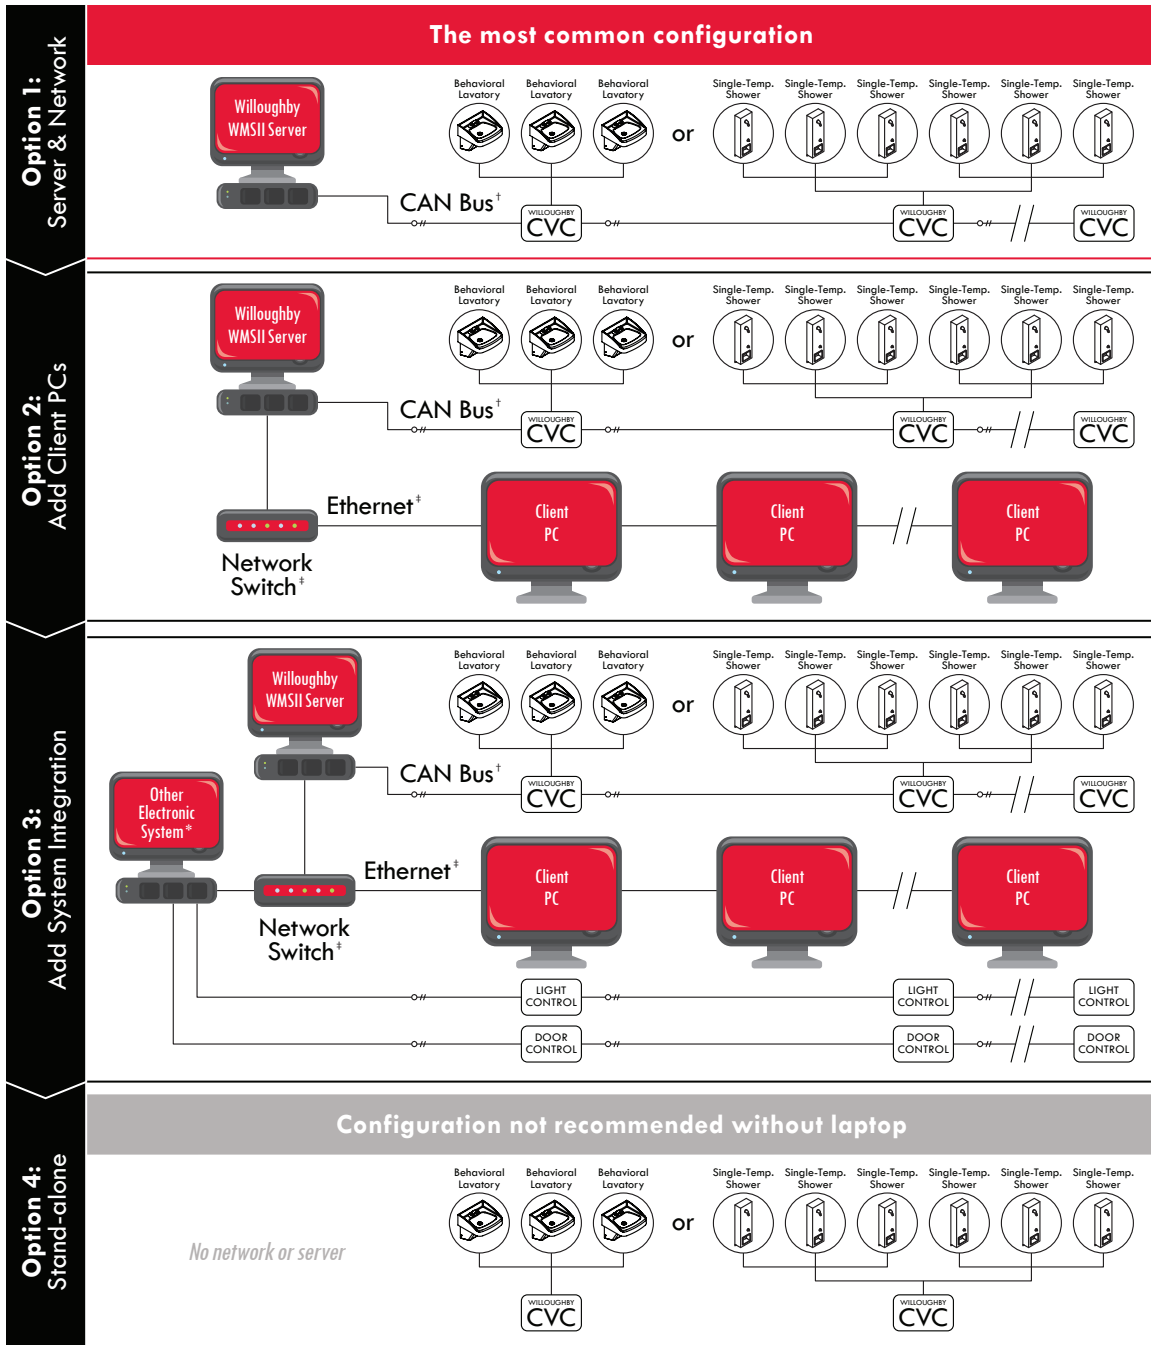 Option 1:
Server & Network
The most common configuration
Willoughby
WMSII Server
Behavioral
Lavatory
Behavioral
Lavatory
Behavioral
Lavatory
or
Single-Temp.
Shower
Single-Temp.
Shower
Single-Temp.
Shower
Single-Temp.
Shower
Single-Temp.
Shower
Single-Temp.
Shower
CAN Bus†
WILLOUGHBY
CVC
WILLOUGHBY
CVC
WILLOUGHBY
CVC
Option 2:
Add Client PCs
Willoughby
WMSII Server
Behavioral
Lavatory
Behavioral
Lavatory
Behavioral
Lavatory
or
Single-Temp.
Shower
Single-Temp.
Shower
Single-Temp.
Shower
Single-Temp.
Shower
Single-Temp.
Shower
Single-Temp.
Shower
CAN Bus†
WILLOUGHBY
CVC
WILLOUGHBY
CVC
WILLOUGHBY
CVC
Ethernet‡
Network
Switch‡
Client
PC
Client
PC
Client
PC
Option 3:
Add System Integration
Willoughby
WMSII Server
Behavioral
Lavatory
Behavioral
Lavatory
Behavioral
Lavatory
or
Single-Temp.
Shower
Single-Temp.
Shower
Single-Temp.
Shower
Single-Temp.
Shower
Single-Temp.
Shower
Single-Temp.
Shower
CAN Bus†
WILLOUGHBY
CVC
WILLOUGHBY
CVC
WILLOUGHBY
CVC
Other
Electronic
System*
Ethernet‡
Network
Switch‡
Client
PC
Client
PC
Client
PC
LIGHT
CONTROL
LIGHT
CONTROL
LIGHT
CONTROL
DOOR
CONTROL
DOOR
CONTROL
DOOR
CONTROL
Option 4:
Stand-alone
Configuration not recommended without laptop
No network or server
Behavioral
Lavatory
Behavioral
Lavatory
Behavioral
Lavatory
or
Single-Temp.
Shower
Single-Temp.
Shower
Single-Temp.
Shower
Single-Temp.
Shower
Single-Temp.
Shower
Single-Temp.
Shower
WILLOUGHBY
CVC
WILLOUGHBY
CVC